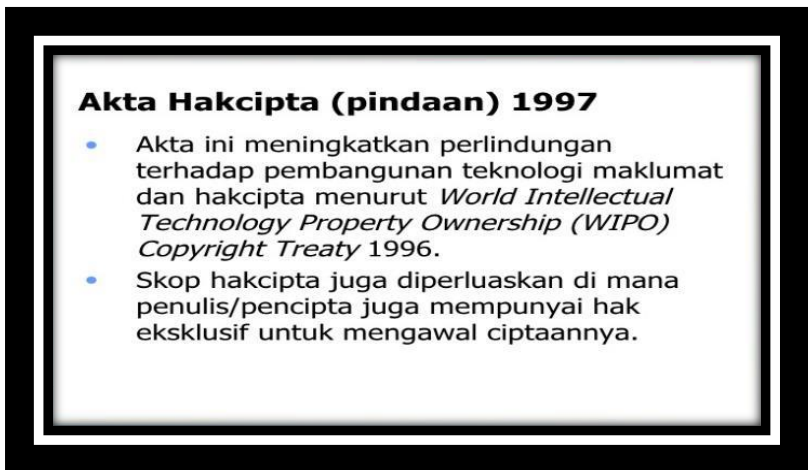 Akta Hakcipta (pindaan) 1997
• Akta ini meningkatkan perlindungan
terhadap pembangunan teknologi maklumat
dan hakcipta menurut World Intellectual
Technology Property Ownership (WIPO)
Copyright Treaty 1996.
• Skop hakcipta juga diperluaskan di mana
penulis/pencipta juga mempunyai hak
eksklusif untuk mengawal ciptaannya.